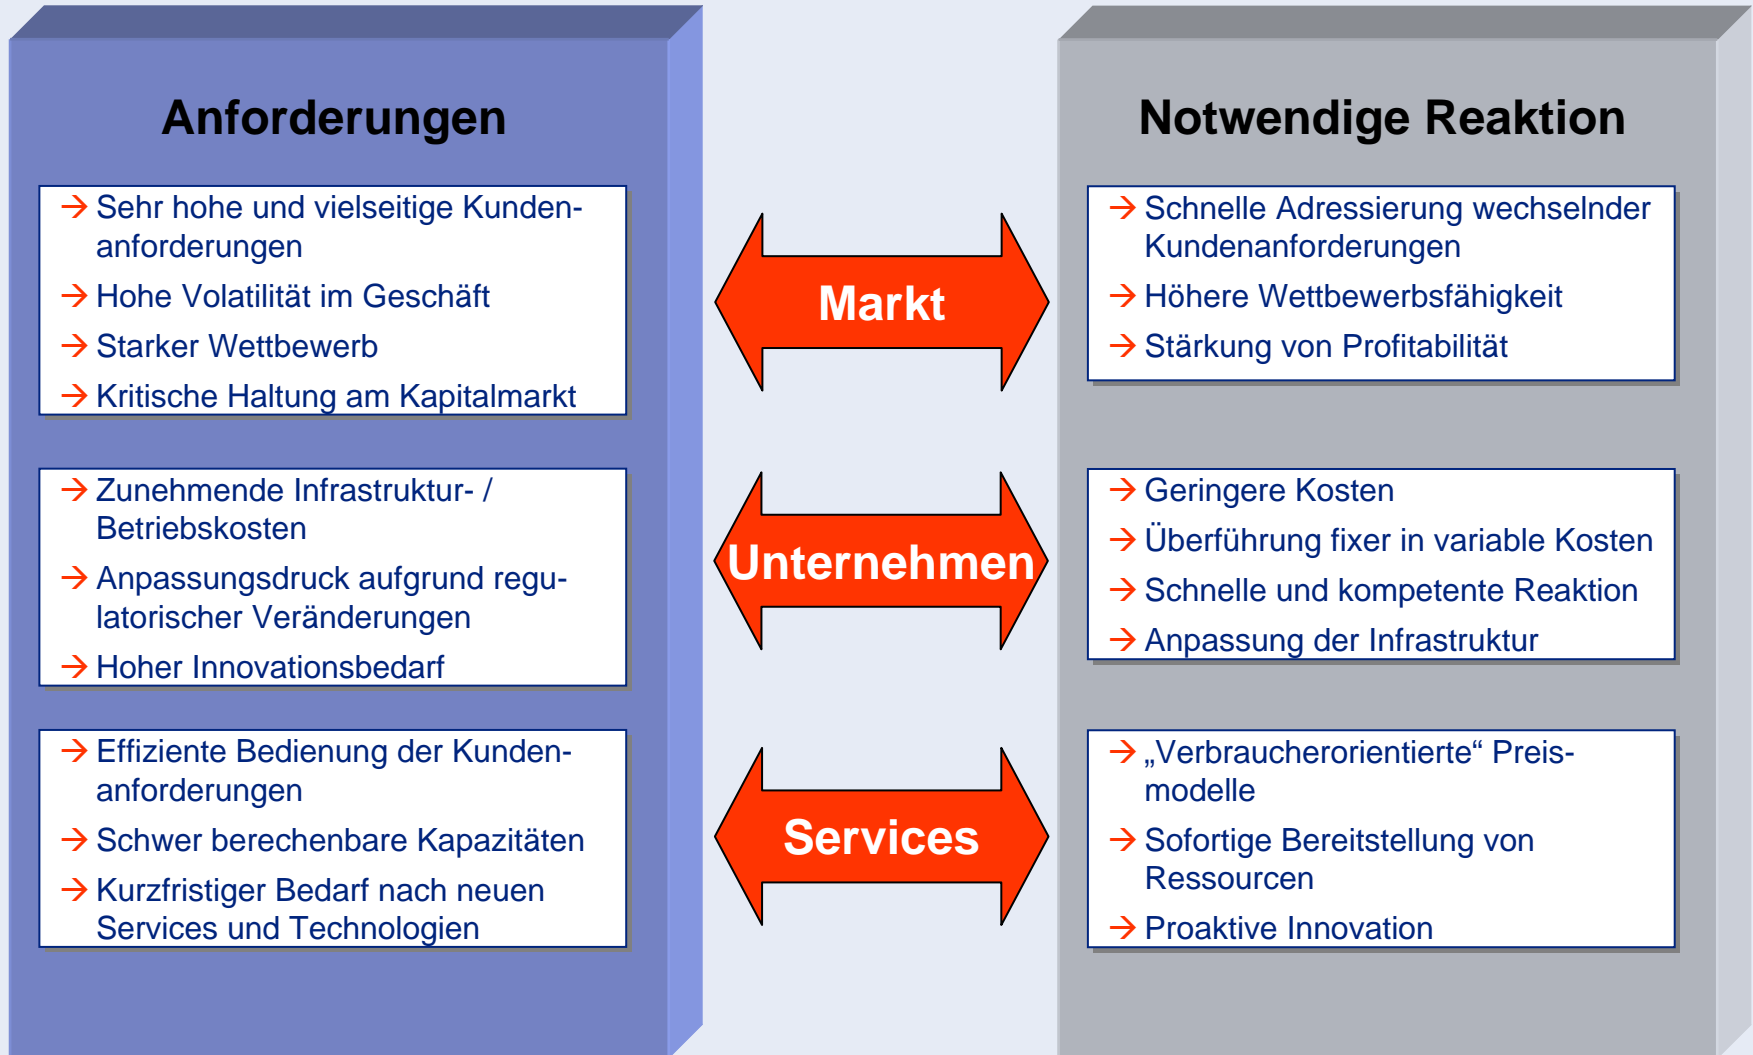 Anforderungen
→ Sehr hohe und vielseitige Kunden-
anforderungen
→ Hohe Volatilität im Geschäft
→ Starker Wettbewerb
→ Kritische Haltung am Kapitalmarkt
→ Zunehmende Infrastruktur- /
Betriebskosten
→ Anpassungsdruck aufgrund regu-
latorischer Veränderungen
→ Hoher Innovationsbedarf
→ Effiziente Bedienung der Kunden-
anforderungen
→ Schwer berechenbare Kapazitäten
→ Kurzfristiger Bedarf nach neuen
Services und Technologien
Markt
Unternehmen
Services
Notwendige Reaktion
→ Schnelle Adressierung wechselnder
Kundenanforderungen
→ Höhere Wettbewerbsfähigkeit
→ Stärkung von Profitabilität
→ Geringere Kosten
→ Überführung fixer in variable Kosten
→ Schnelle und kompetente Reaktion
→ Anpassung der Infrastruktur
→ „Verbraucherorientierte“ Preis-
modelle
→ Sofortige Bereitstellung von
Ressourcen
→ Proaktive Innovation